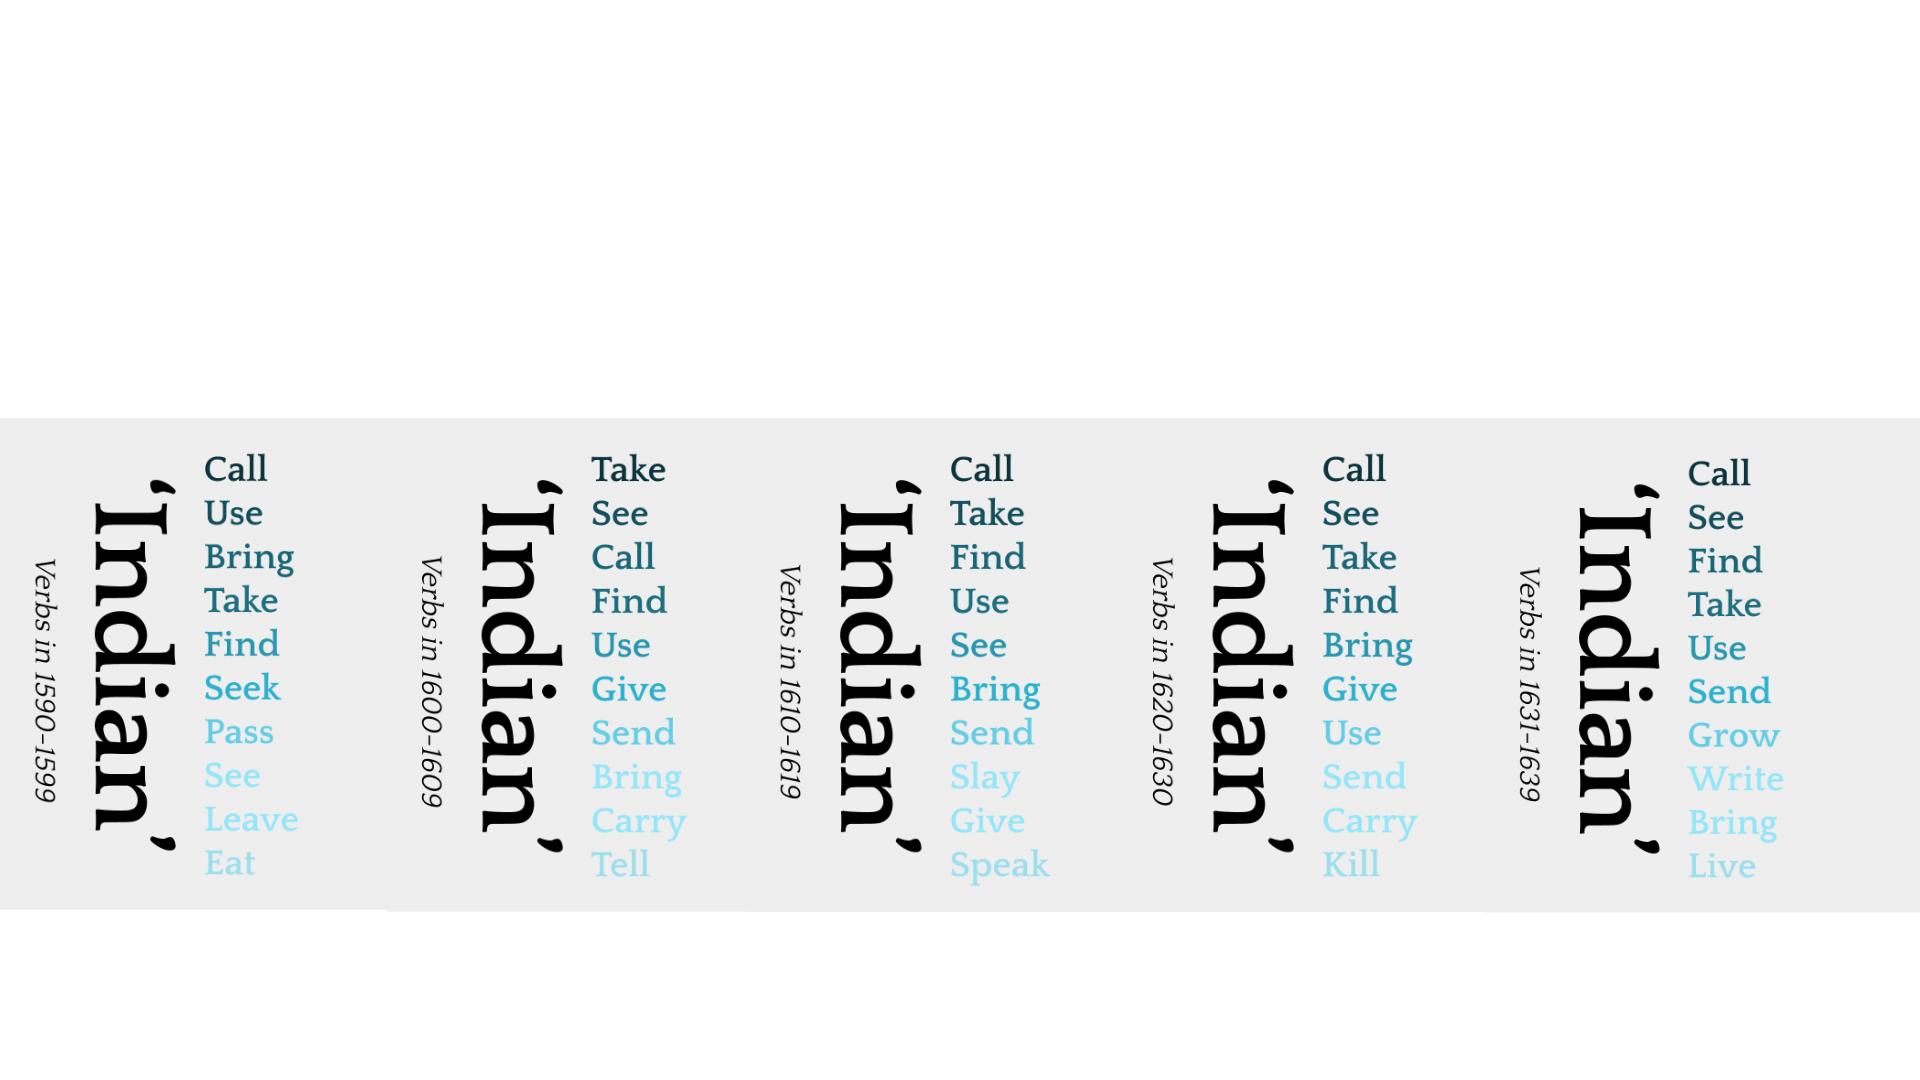 Verbs in 1590-1599
‘Indian’
Call
Use
Bring
Take
Find
Seek
Pass
See
Leave
Eat
Verbs in 1600-1609
‘Indian’
Take
See
Call
Find
Use
Give
Send
Bring
Carry
Tell
Verbs in 1610-1619
‘Indian’
Call
Take
Find
Use
See
Bring
Send
Slay
Give
Speak
Verbs in 1620-1630
‘Indian’
Call
See
Take
Find
Bring
Give
Use
Send
Carry
Kill
Verbs in 1631-1639
‘Indian’
Call
See
Find
Take
Use
Send
Grow
Write
Bring
Live